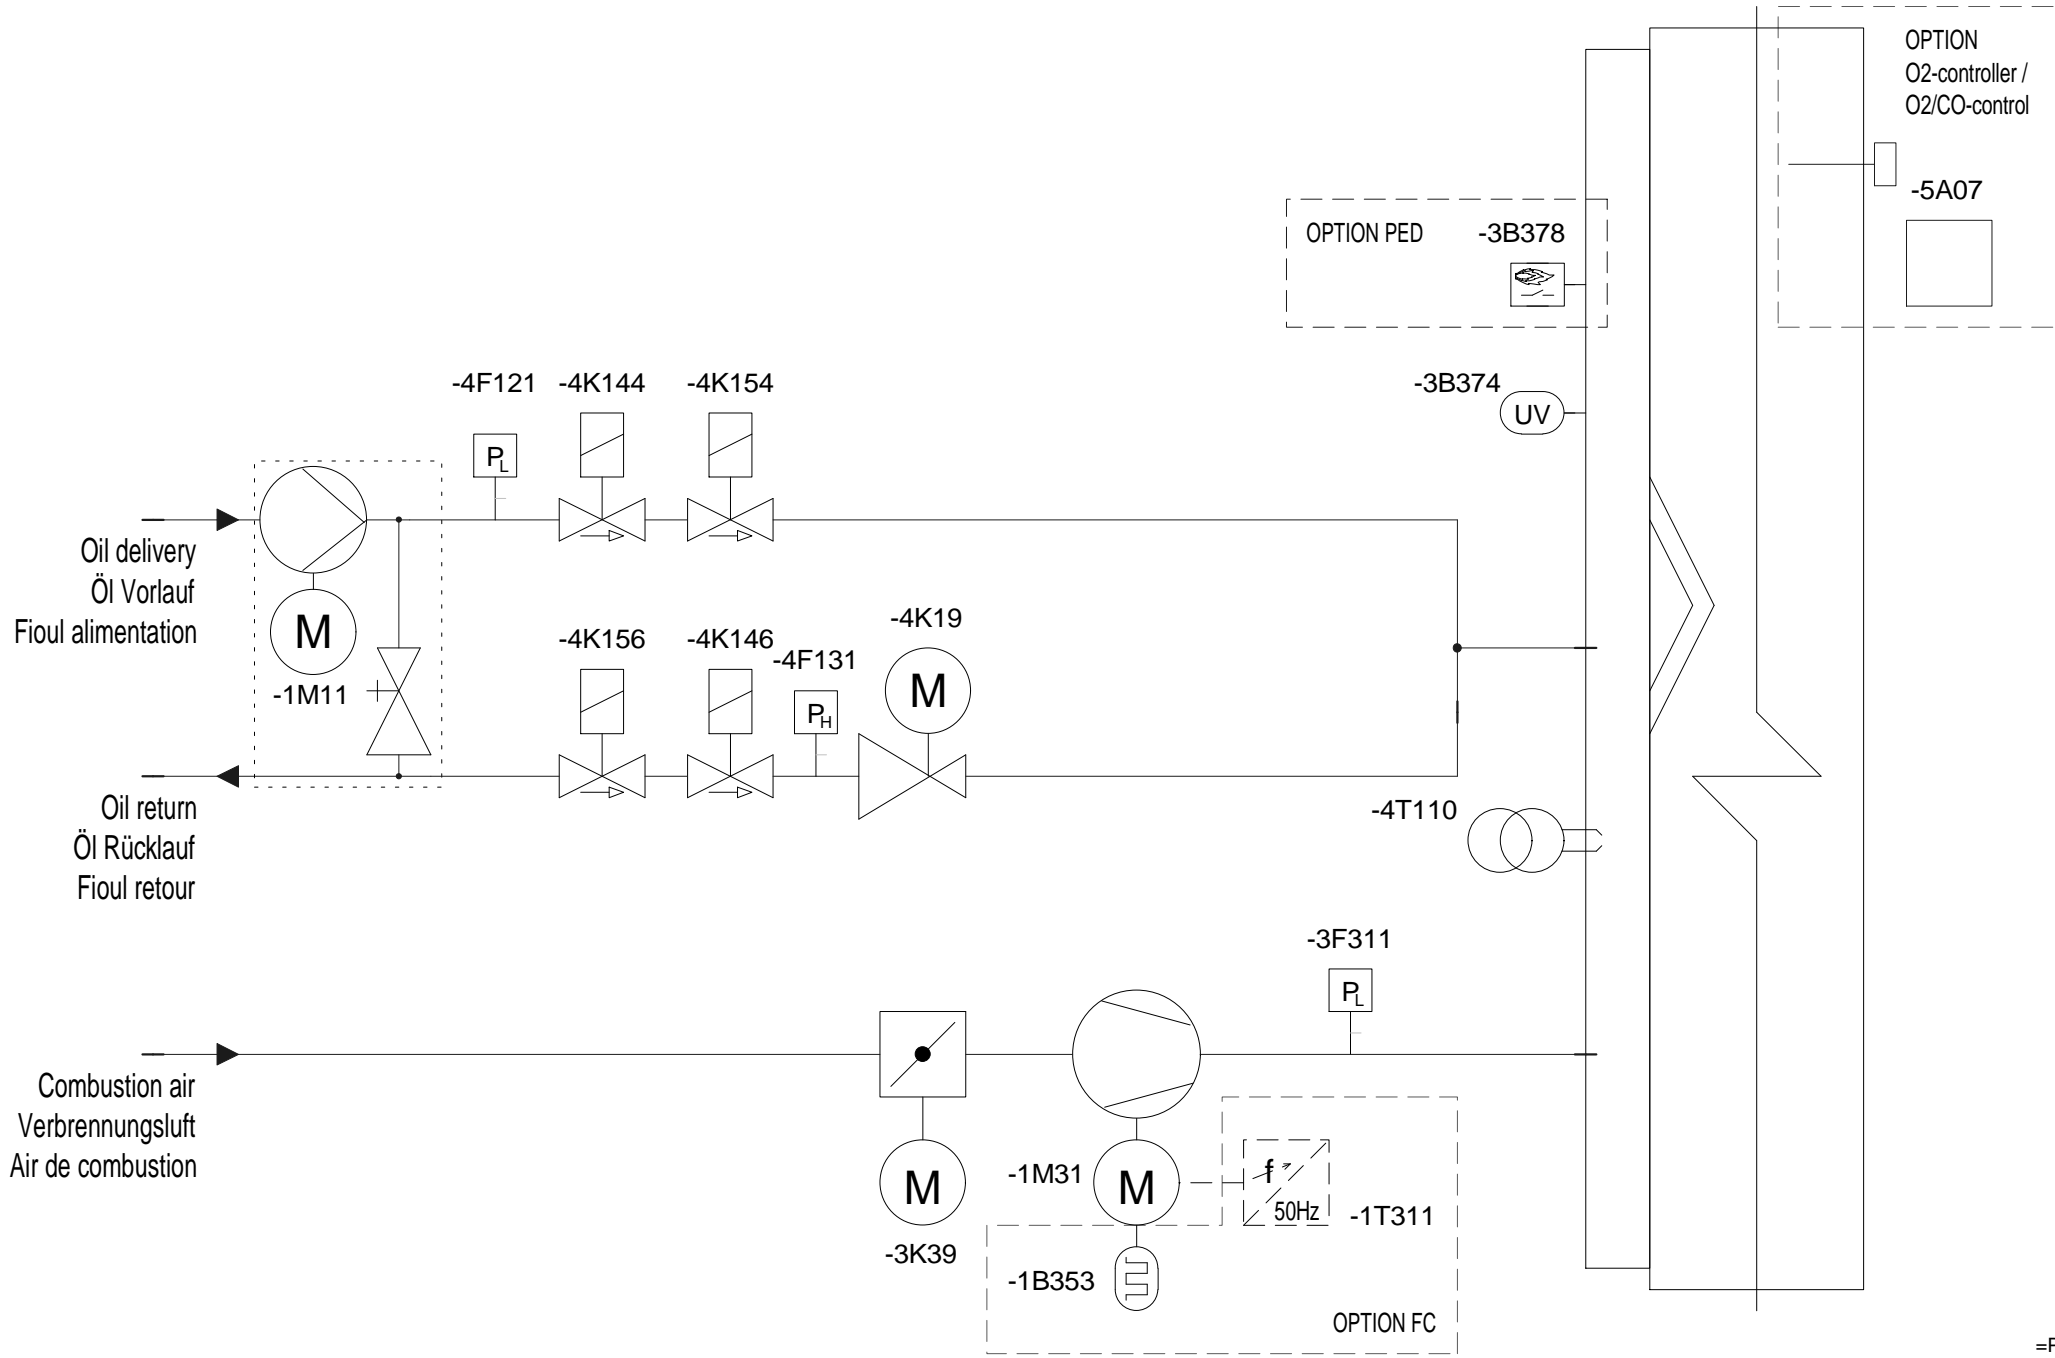 OPTION
O2-controller /
O2/CO-control
-5A07
OPTION PED
-3B378
-3B374
UV
-4F121
-4K144
-4K154
PL
Oil delivery
Öl Vorlauf
Fioul alimentation
M
-1M11
-4K156
-4K146
-4F131
-4K19
PH
M
Oil return
Öl Rücklauf
Fioul retour
-4T110
-3F311
PL
Combustion air
Verbrennungsluft
Air de combustion
M
-3K39
-1M31
M
f
50Hz
-1T311
-1B353
OPTION FC